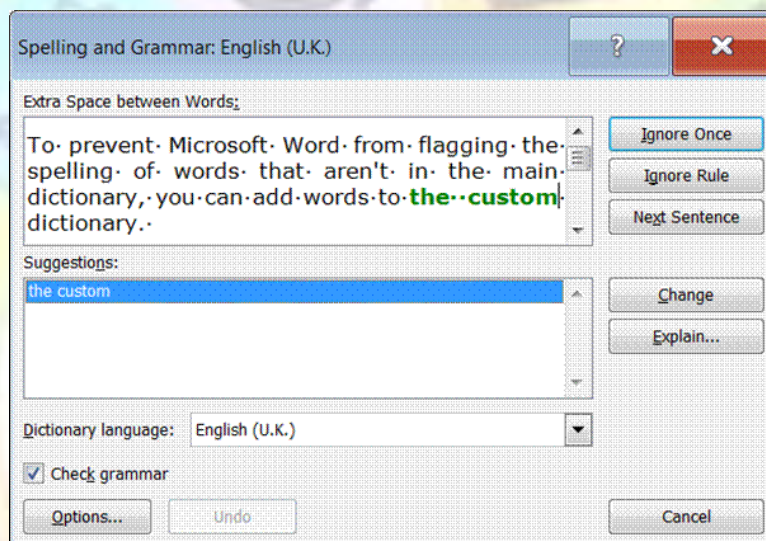 Spelling and Grammar: English (U.K.)
?
Extra Space between Words:
To· prevent· Microsoft· Word· from· flagging· the·
spelling· of· words· that· aren't· in· the· main·
dictionary,· you· can· add· words· to· the··custom·
dictionary.·
Ignore Once
Ignore Rule
Next Sentence
Suggestions:
the custom
Change
Explain...
Dictionary language: English (U.K.)
Check grammar
Options...
Undo
Cancel